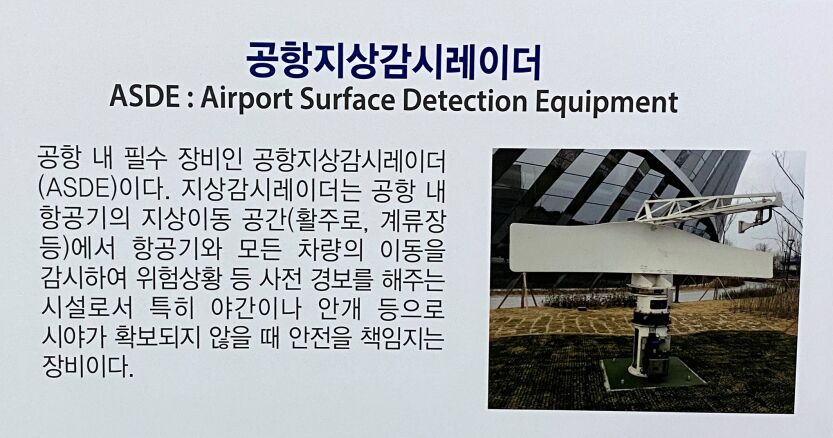 공항지상감시레이더
ASDE : Airport Surface Detection Equipment
공항 내 필수 장비인 공항지상감시레이더
(ASDE)이다. 지상감시레이더는 공항 내
항공기의 지상이동 공간(활주로, 계류장
등)에서 항공기와 모든 차량의 이동을
감시하여 위험상황 등 사전 경보를 해주는
시설로서 특히 야간이나 안개 등으로
시야가 확보되지 않을 때 안전을 책임지는
장비이다.